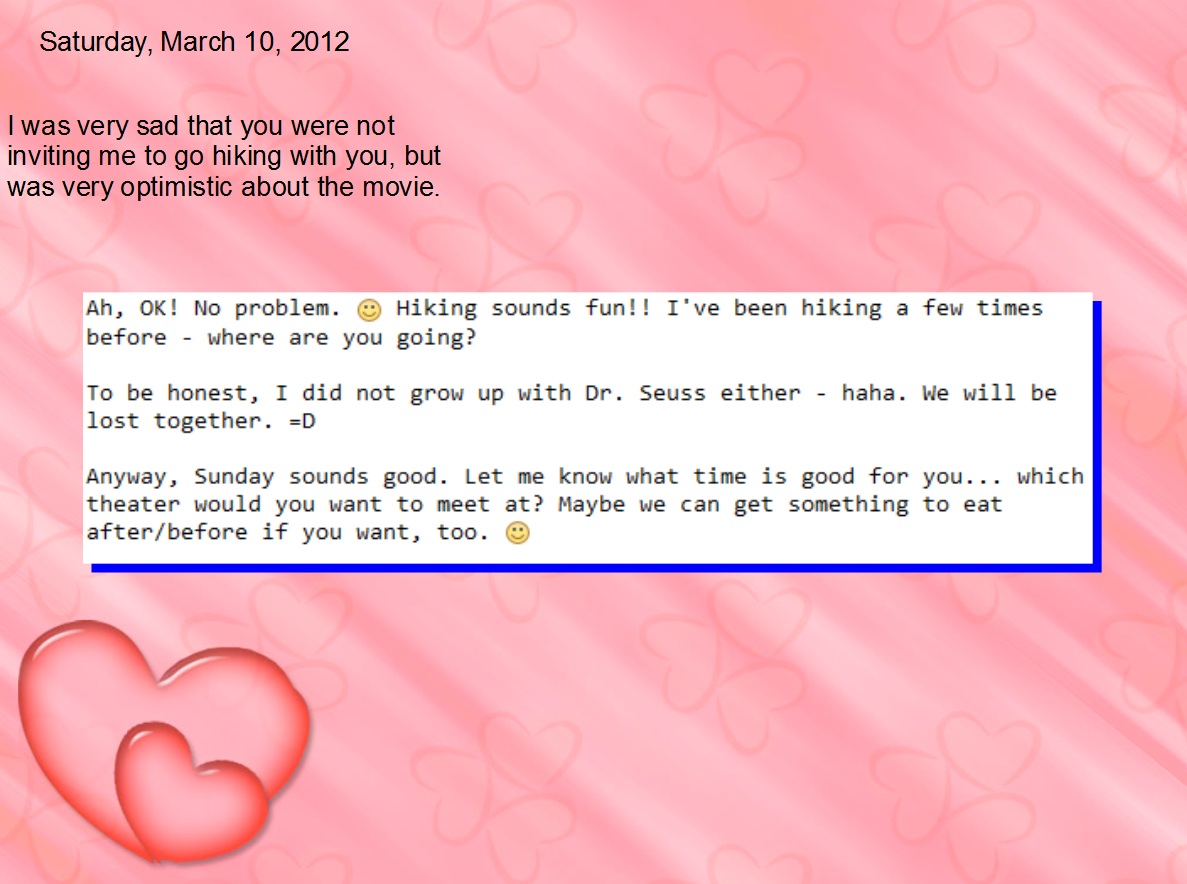 Saturday, March 10, 2012
I was very sad that you were not
inviting me to go hiking with you, but
was very optimistic about the movie.
Ah, OK! No problem. 🙂 Hiking sounds fun!! I've been hiking a few times
before - where are you going?
To be honest, I did not grow up with Dr. Seuss either - haha. We will be
lost together. =D
Anyway, Sunday sounds good. Let me know what time is good for you... which
theater would you want to meet at? Maybe we can get something to eat
after/before if you want, too. 🙂